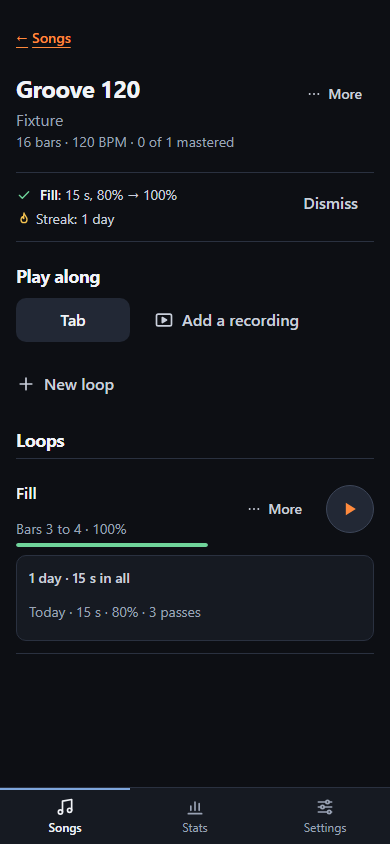 ← Songs
Groove 120
··· More
Fixture
16 bars · 120 BPM · 0 of 1 mastered
Fill: 15 s, 80% → 100%
Streak: 1 day
Dismiss
Play along
Tab
Add a recording
New loop
Loops
Fill
Bars 3 to 4 · 100%
··· More
1 day · 15 s in all
Today · 15 s · 80% · 3 passes
Songs
Stats
Settings